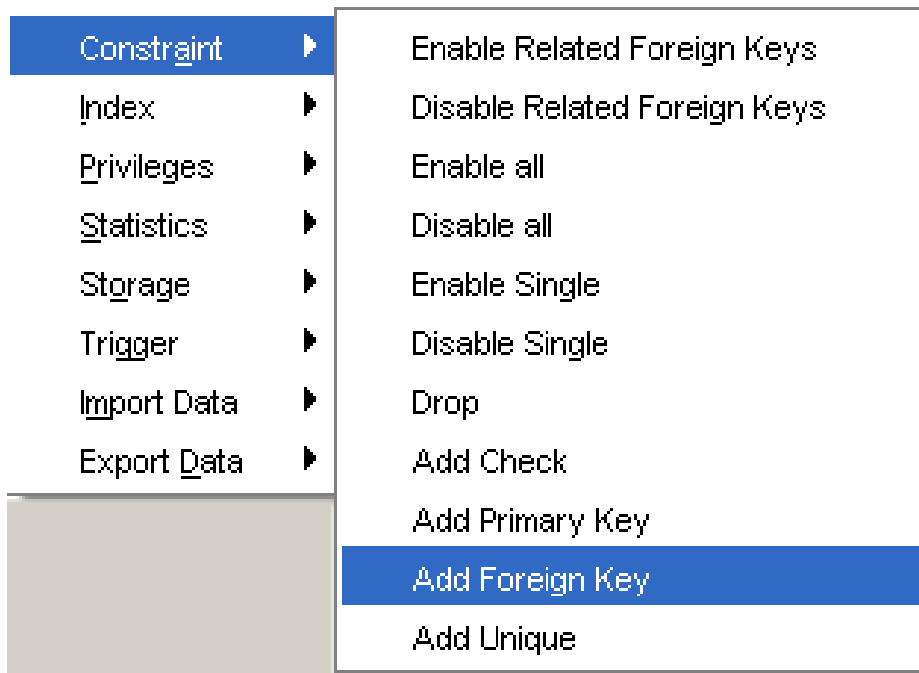 Constraint
Index
Privileges
Statistics
Storage
Trigger
Import Data
Export Data
Enable Related Foreign Keys
Disable Related Foreign Keys
Enable all
Disable all
Enable Single
Disable Single
Drop
Add Check
Add Primary Key
Add Foreign Key
Add Unique